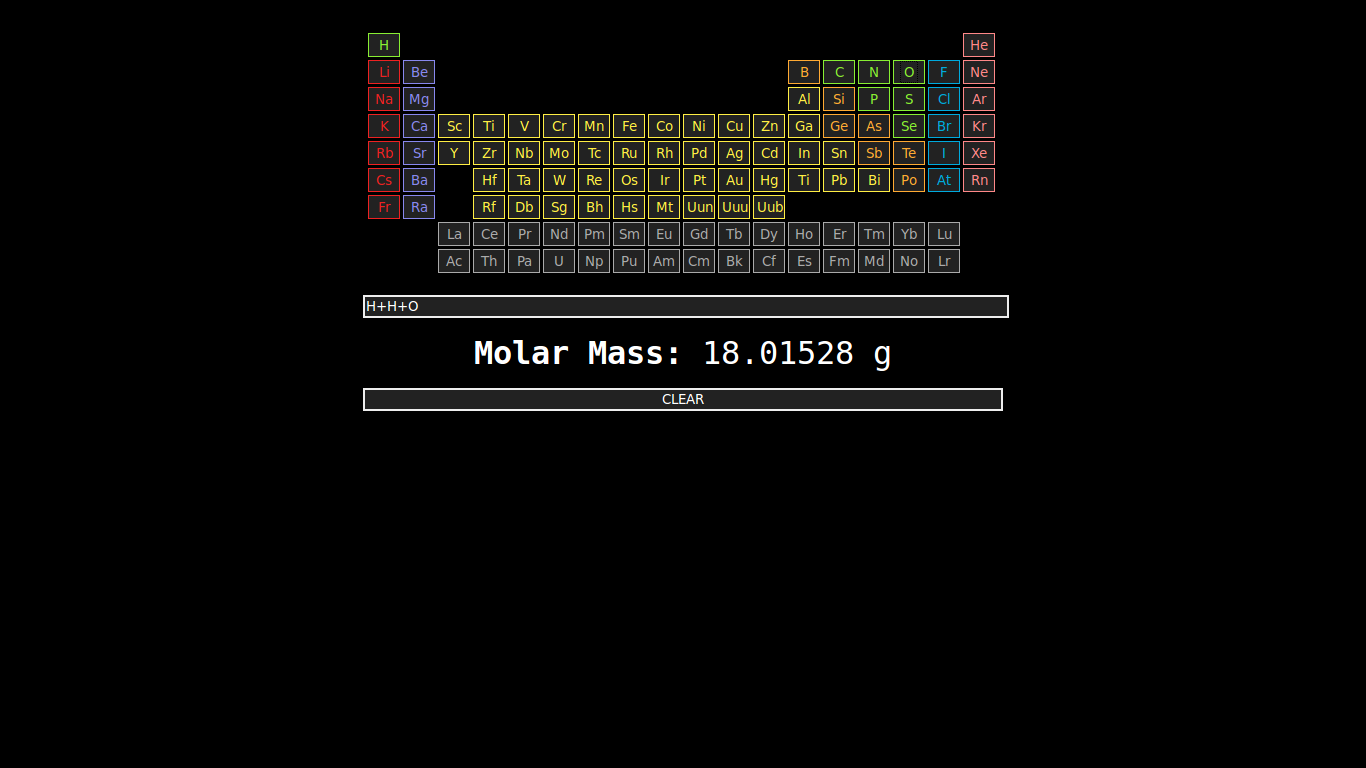 H He
Li Be B C N O F Ne
Na Mg Al Si P S Cl Ar
K Ca Sc Ti V Cr Mn Fe Co Ni Cu Zn Ga Ge As Se Br Kr
Rb Sr Y Zr Nb Mo Tc Ru Rh Pd Ag Cd In Sn Sb Te I Xe
Cs Ba Hf Ta W Re Os Ir Pt Au Hg Ti Pb Bi Po At Rn
Fr Ra Rf Db Sg Bh Hs Mt Uun Uuu Uub
La Ce Pr Nd Pm Sm Eu Gd Tb Dy Ho Er Tm Yb Lu
Ac Th Pa U Np Pu Am Cm Bk Cf Es Fm Md No Lr
H+H+O
Molar Mass: 18.01528 g
CLEAR